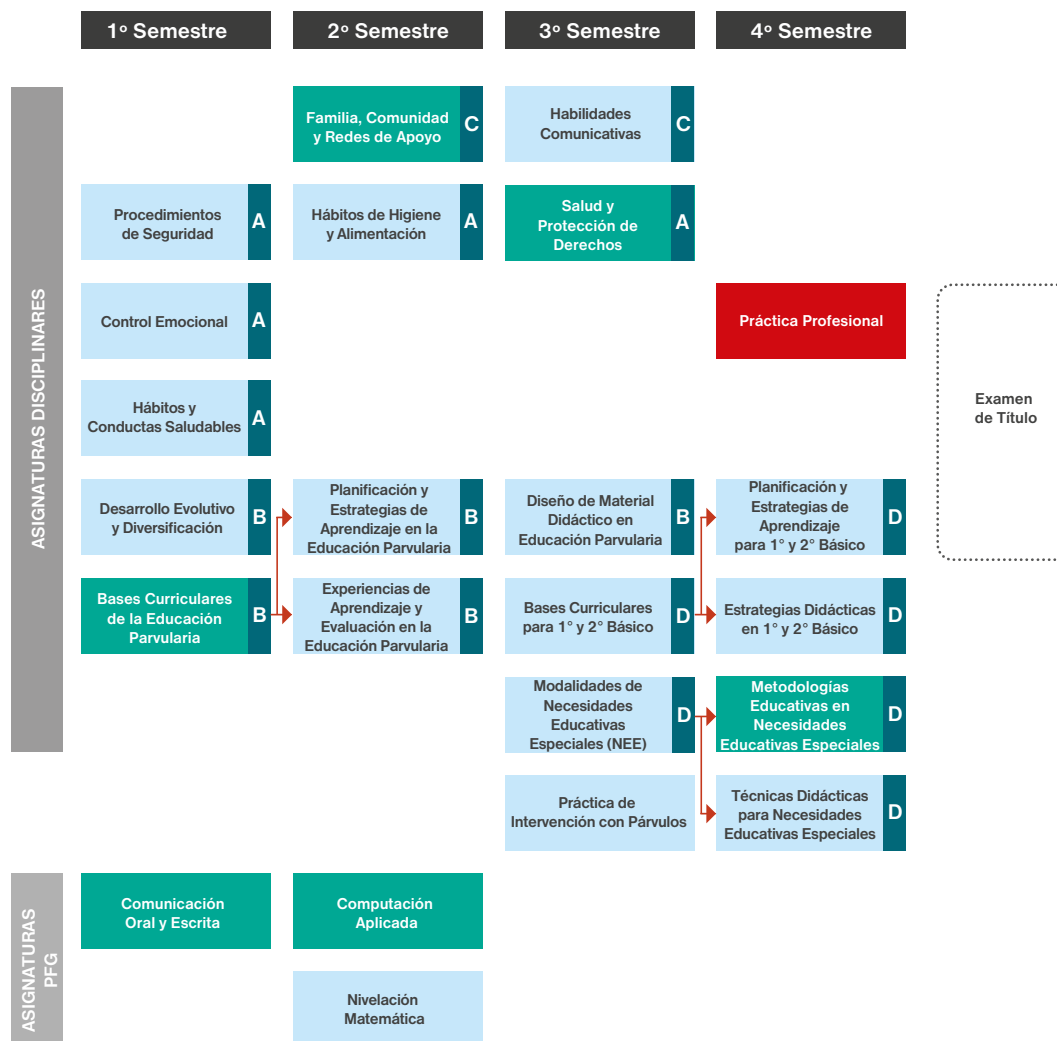 1º Semestre
2º Semestre
3º Semestre
4º Semestre
ASIGNATURAS DISCIPLINARES
Familia, Comunidad
y Redes de Apoyo
C
Habilidades
Comunicativas
C
Procedimientos
de Seguridad
A
Hábitos de Higiene
y Alimentación
A
Salud y
Protección de
Derechos
A
Control Emocional
A
Práctica Profesional
Examen
de Título
Hábitos y
Conductas Saludables
A
Desarrollo Evolutivo
y Diversificación
B
Planificación y
Estrategias de
Aprendizaje en la
Educación Parvularia
B
Diseño de Material
Didáctico en
Educación Parvularia
B
Planificación y
Estrategias de
Aprendizaje
para 1° y 2° Básico
D
Bases Curriculares
de la Educación
Parvularia
B
Experiencias de
Aprendizaje y
Evaluación en la
Educación Parvularia
B
Bases Curriculares
para 1° y 2° Básico
D
Estrategias Didácticas
en 1° y 2° Básico
D
Modalidades de
Necesidades
Educativas
Especiales (NEE)
D
Metodologías
Educativas en
Necesidades
Educativas Especiales
D
Práctica de
Intervención con Párvulos
Técnicas Didácticas
para Necesidades
Educativas Especiales
D
ASIGNATURAS
PFG
Comunicación
Oral y Escrita
Computación
Aplicada
Nivelación
Matemática